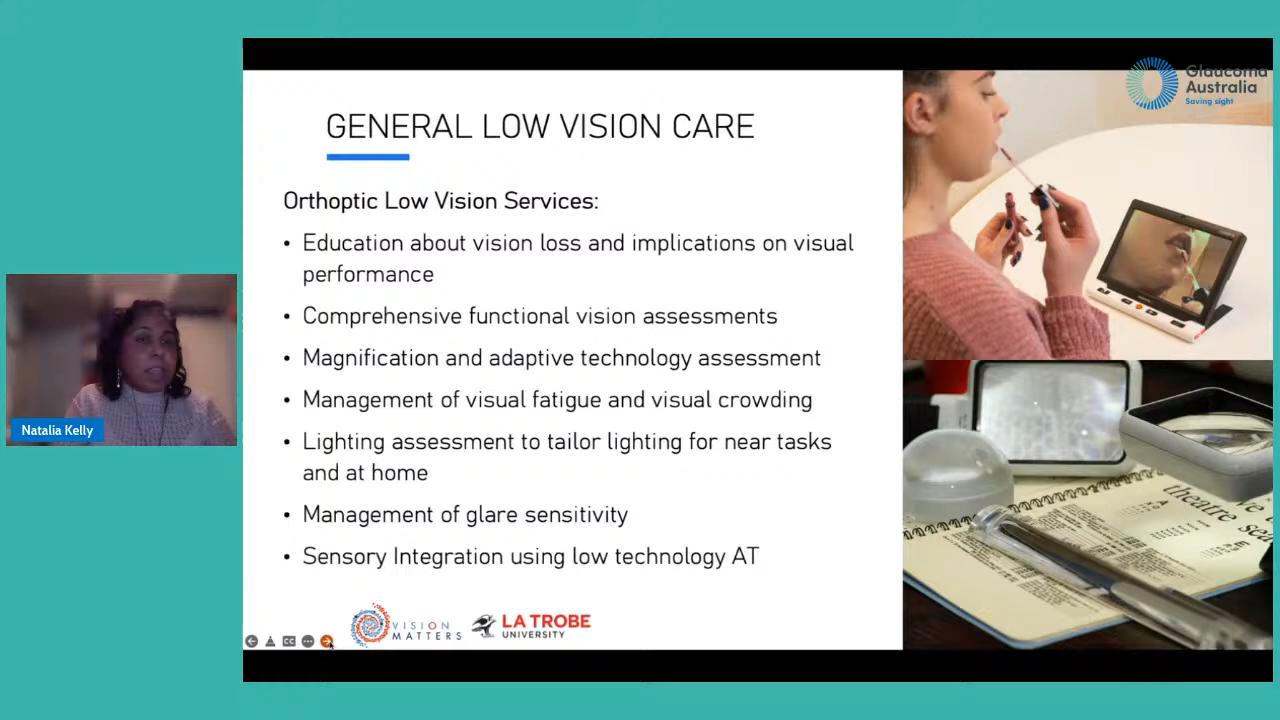 Glaucoma
Australia
Saving sight
GENERAL LOW VISION CARE
Orthoptic Low Vision Services:
• Education about vision loss and implications on visual
performance
• Comprehensive functional vision assessments
• Magnification and adaptive technology assessment
• Management of visual fatigue and visual crowding
• Lighting assessment to tailor lighting for near tasks
and at home
• Management of glare sensitivity
• Sensory Integration using low technology AT
Natalia Kelly
theatre
CC
VISION
MATTERS
LA TROBE
UNIVERSITY